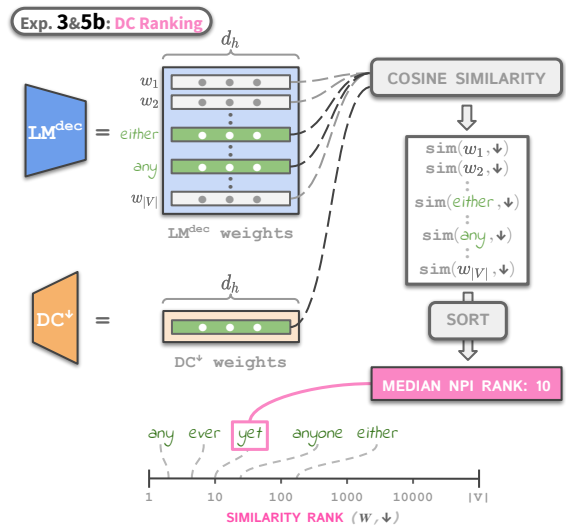 Exp. 3&5b: DC Ranking
d_h
w_1
w_2
either
any
w_|V|
LM^dec =
LM^dec weights
COSINE SIMILARITY
sim(w_1,↓)
sim(w_2,↓)
sim(either,↓)
sim(any,↓)
sim(w_|V|,↓)
d_h
DC^↓ =
DC^↓ weights
SORT
MEDIAN NPI RANK: 10
any ever yet anyone either
1 10 100 1000 10000 |V|
SIMILARITY RANK (W,↓)